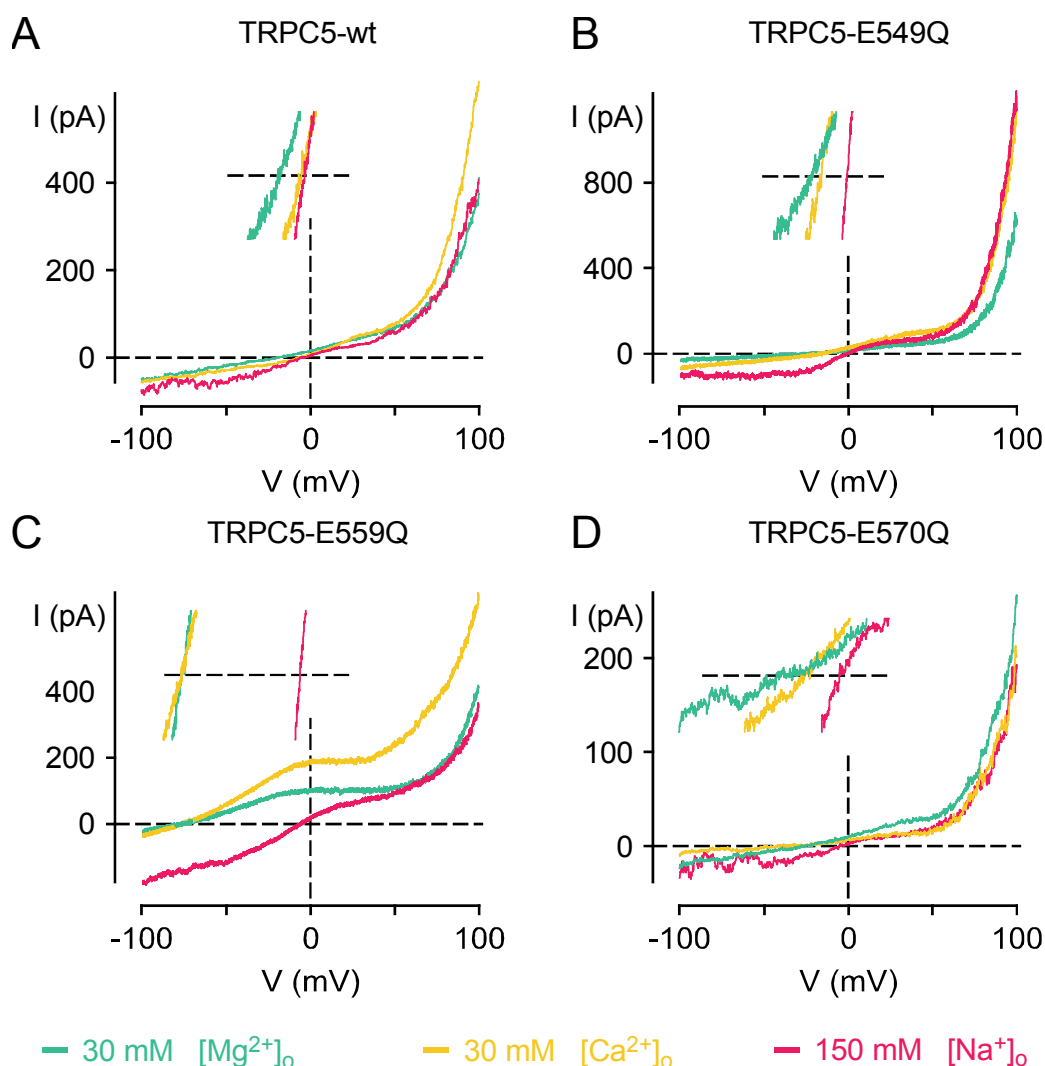 A
TRPC5-wt
I (pA)
400
200
0
-100
0
100
V (mV)
B
TRPC5-E549Q
I (pA)
800
400
0
-100
0
100
V (mV)
C
TRPC5-E559Q
I (pA)
400
200
0
-100
0
100
V (mV)
D
TRPC5-E570Q
I (pA)
200
100
0
-100
0
100
V (mV)
30 mM [Mg²⁺]ₒ
30 mM [Ca²⁺]ₒ
150 mM [Na⁺]ₒ